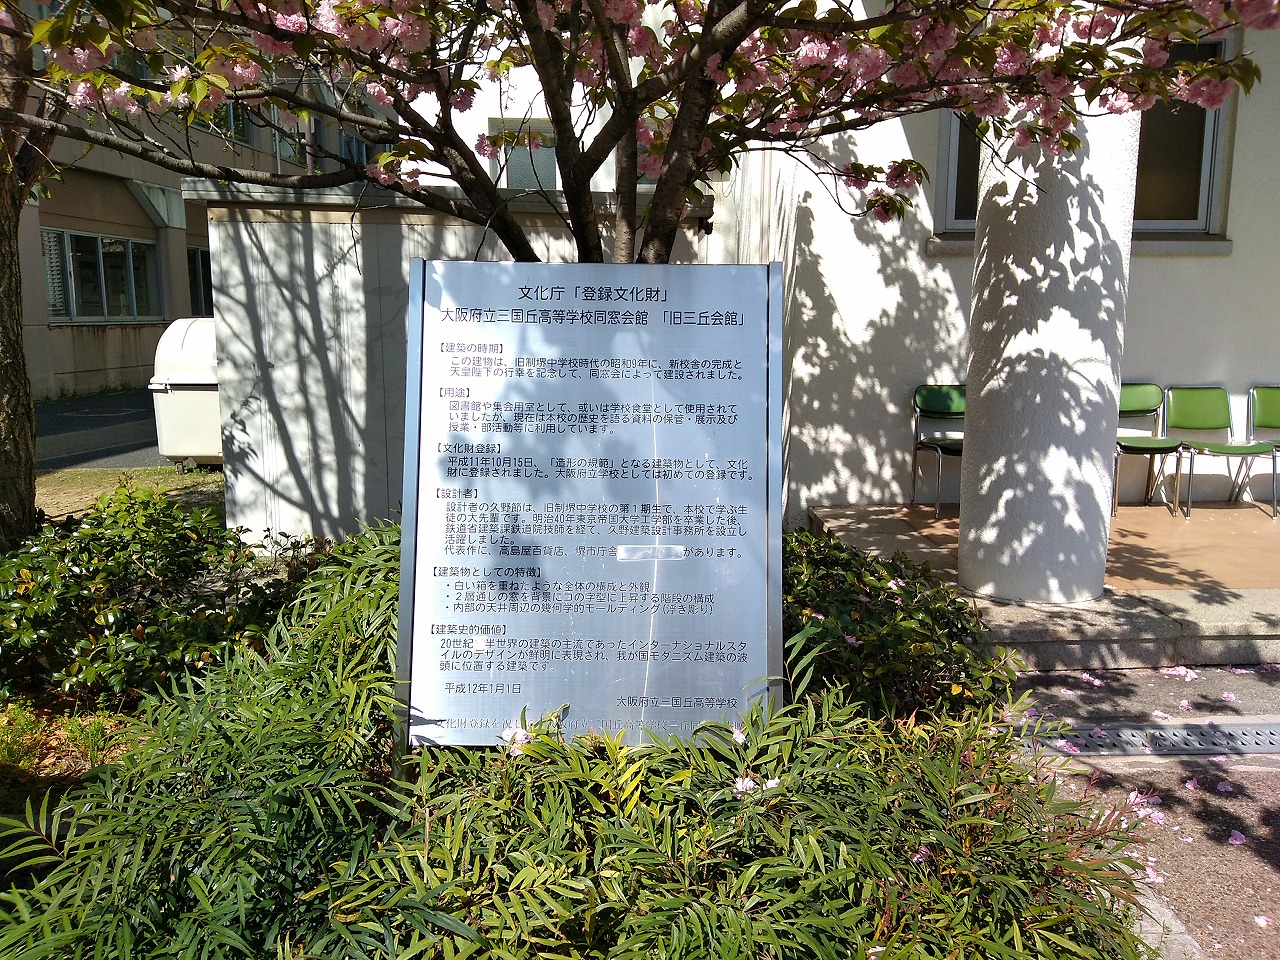 文化庁「登録文化財」
大阪府立三国丘高等学校同窓会館 「旧三丘会館」
【建築の時期】
この建物は、旧制堺中学校時代の昭和9年に、新校舎の完成と
天皇陛下の行幸を記念して、同窓会によって建設されました。
【用途】
図書館や集会用室として、或いは学校食堂として使用されて
いましたが、現在は本校の歴史を語る資料の保管・展示及び
授業・部活動等に利用しています。
【文化財登録】
平成11年10月15日、「造形の規範」となる建築物として、文化
財に登録されました。大阪府立学校としては初めての登録です。
【設計者】
設計者の久野節は、旧制堺中学校の第1期生で、本校で学ぶ生
徒の大先輩です。明治40年東京帝国大学工学部を卒業した後、
鉄道省鉄道院技師を経て、久野建築設計事務所を設立し
活躍しました。
代表作に、高島屋百貨店、堺市庁舎 があります。
【建築物としての特徴】
・白い箱を重ねたような全体の構成と外観
・2層通しの窓を背景にコの字型に上昇する階段の構成
・内部の天井周辺の幾何学的モールディング(浮き彫り)
【建築史的価値】
20世紀 半世界の建築の主流であったインターナショナルスタ
イルのデザインが鮮明に表現され、我が国モダニズム建築の波
頭に位置する建築です。
平成12年1月1日
大阪府立三国丘高等学校
文化財登録を祝し